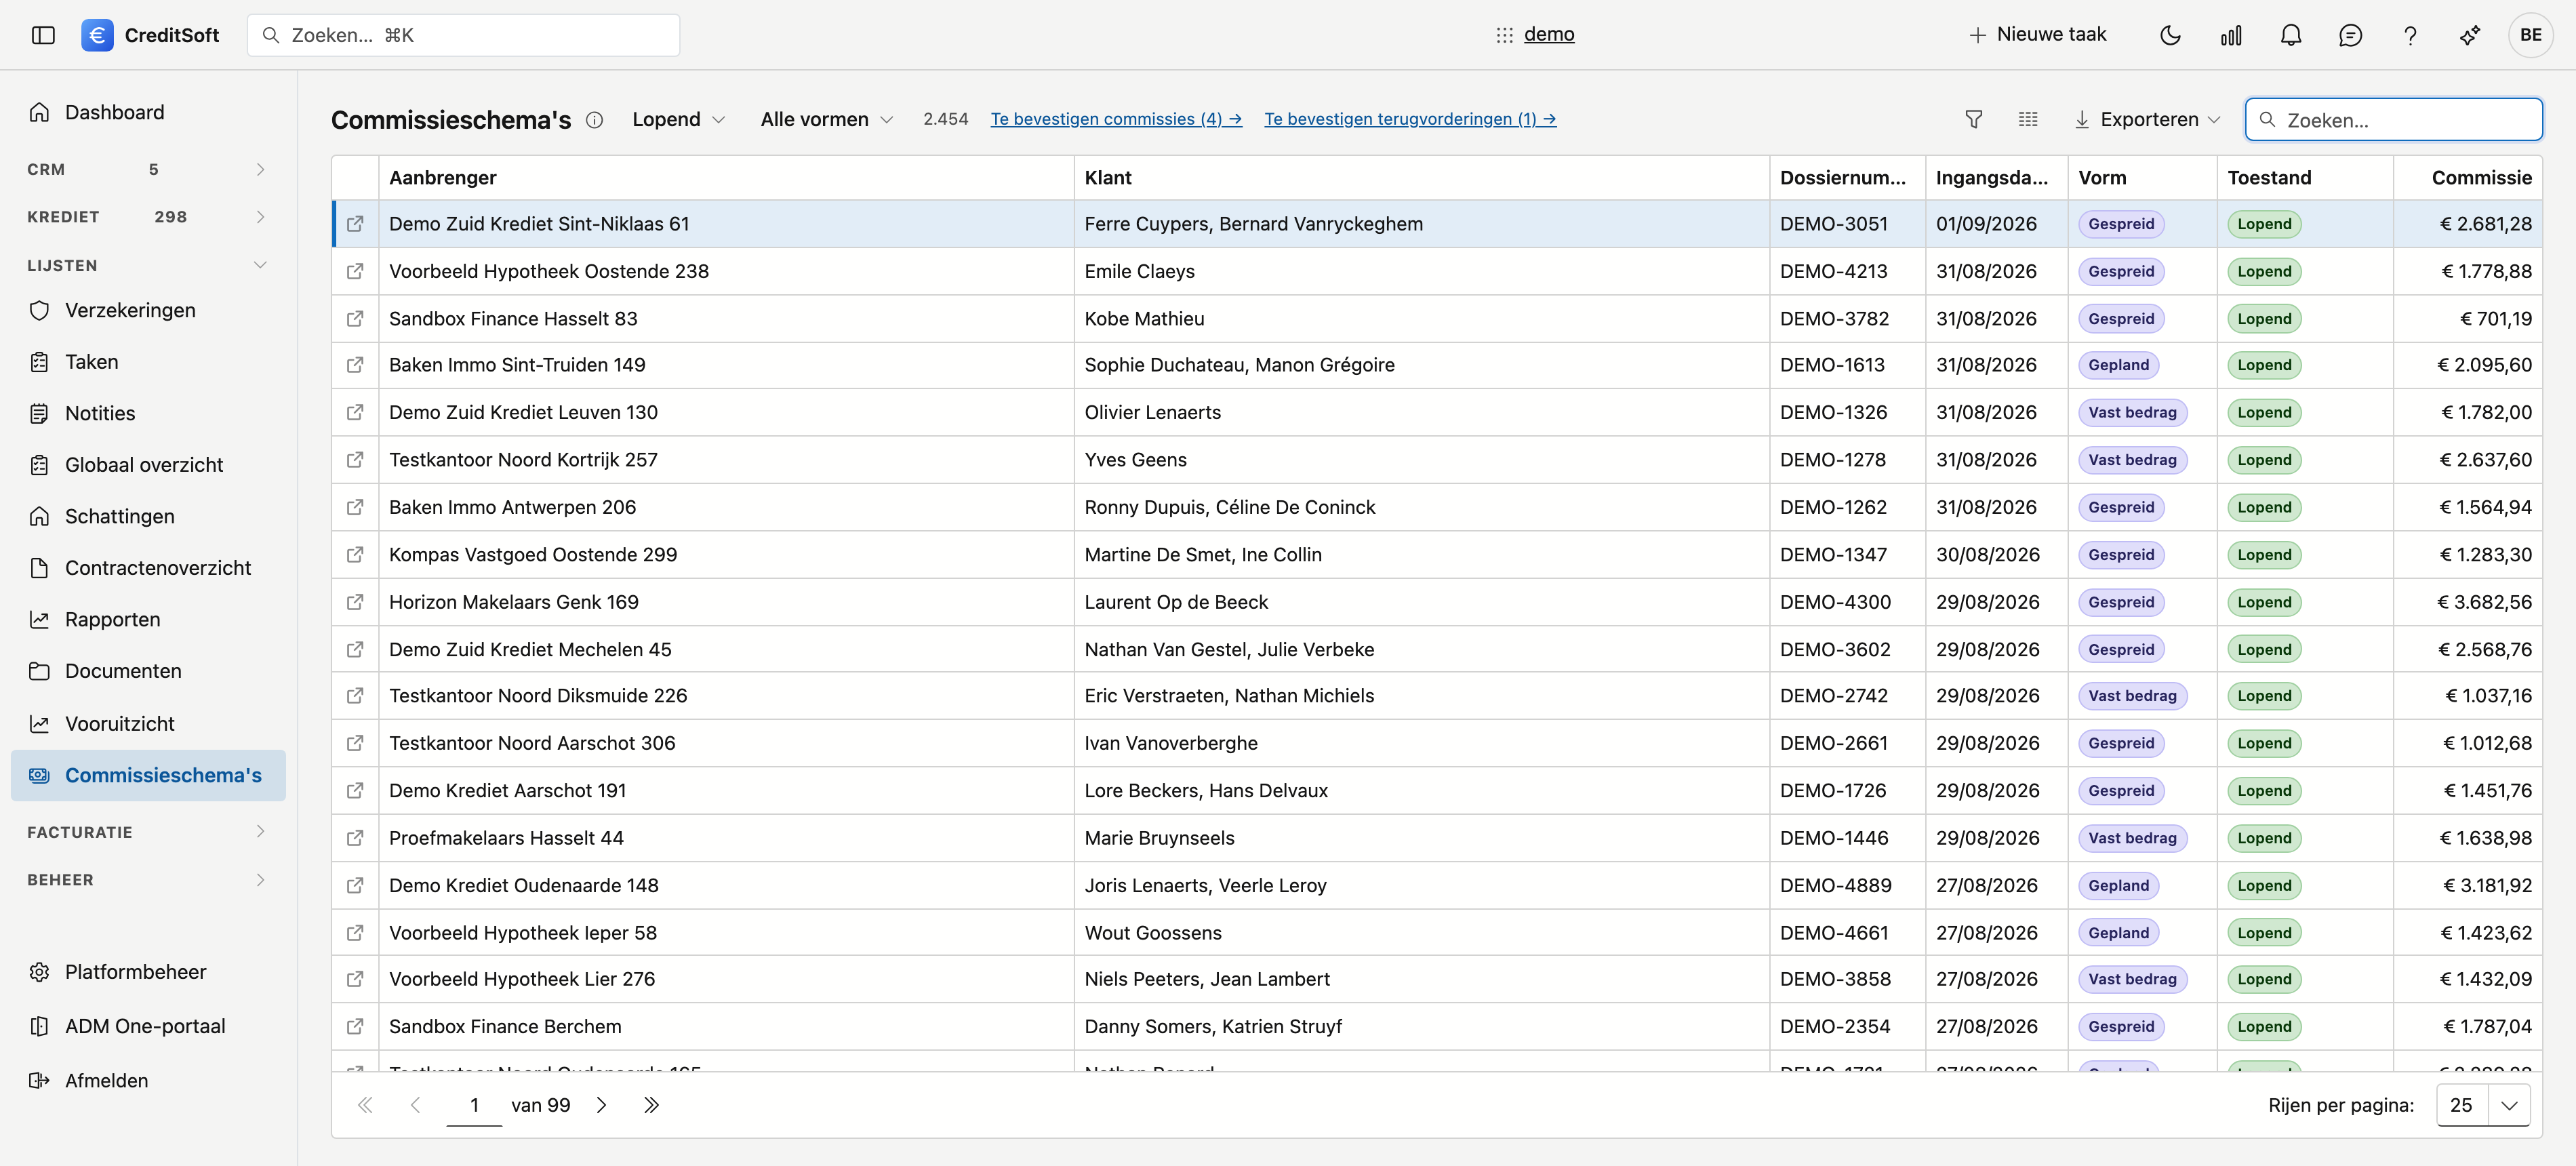 CreditSoft
Zoeken... ⌘K
demo
Nieuwe taak
BE
Dashboard
CRM 5
KREDIET 298
LIJSTEN
Verzekeringen
Taken
Notities
Globaal overzicht
Schattingen
Contractenoverzicht
Rapporten
Documenten
Vooruitzicht
Commissieschema's
FACTURATIE
BEHEER
Platformbeheer
ADM One-portaal
Afmelden
Commissieschema's Lopend Alle vormen 2.454 Te bevestigen commissies (4) → Te bevestigen terugvorderingen (1) → Exporteren Zoeken...
Aanbrenger Klant Dossiernum... Ingangsda... Vorm Toestand Commissie
Demo Zuid Krediet Sint-Niklaas 61 Ferre Cuypers, Bernard Vanryckeghem DEMO-3051 01/09/2026 Gespreid Lopend € 2.681,28
Voorbeeld Hypotheek Oostende 238 Emile Claeys DEMO-4213 31/08/2026 Gespreid Lopend € 1.778,88
Sandbox Finance Hasselt 83 Kobe Mathieu DEMO-3782 31/08/2026 Gespreid Lopend € 701,19
Baken Immo Sint-Truiden 149 Sophie Duchateau, Manon Grégoire DEMO-1613 31/08/2026 Gepland Lopend € 2.095,60
Demo Zuid Krediet Leuven 130 Olivier Lenaerts DEMO-1326 31/08/2026 Vast bedrag Lopend € 1.782,00
Testkantoor Noord Kortrijk 257 Yves Geens DEMO-1278 31/08/2026 Vast bedrag Lopend € 2.637,60
Baken Immo Antwerpen 206 Ronny Dupuis, Céline De Coninck DEMO-1262 31/08/2026 Gespreid Lopend € 1.564,94
Kompas Vastgoed Oostende 299 Martine De Smet, Ine Collin DEMO-1347 30/08/2026 Gespreid Lopend € 1.283,30
Horizon Makelaars Genk 169 Laurent Op de Beeck DEMO-4300 29/08/2026 Gespreid Lopend € 3.682,56
Demo Zuid Krediet Mechelen 45 Nathan Van Gestel, Julie Verbeke DEMO-3602 29/08/2026 Gespreid Lopend € 2.568,76
Testkantoor Noord Diksmuide 226 Eric Verstraeten, Nathan Michiels DEMO-2742 29/08/2026 Vast bedrag Lopend € 1.037,16
Testkantoor Noord Aarschot 306 Ivan Vanoverberghe DEMO-2661 29/08/2026 Gespreid Lopend € 1.012,68
Demo Krediet Aarschot 191 Lore Beckers, Hans Delvaux DEMO-1726 29/08/2026 Gespreid Lopend € 1.451,76
Proefmakelaars Hasselt 44 Marie Bruynseels DEMO-1446 29/08/2026 Vast bedrag Lopend € 1.638,98
Demo Krediet Oudenaarde 148 Joris Lenaerts, Veerle Leroy DEMO-4889 27/08/2026 Gepland Lopend € 3.181,92
Voorbeeld Hypotheek Ieper 58 Wout Goossens DEMO-4661 27/08/2026 Gepland Lopend € 1.423,62
Voorbeeld Hypotheek Lier 276 Niels Peeters, Jean Lambert DEMO-3858 27/08/2026 Vast bedrag Lopend € 1.432,09
Sandbox Finance Berchem Danny Somers, Katrien Struyf DEMO-2354 27/08/2026 Gespreid Lopend € 1.787,04
1 van 99
Rijen per pagina: 25